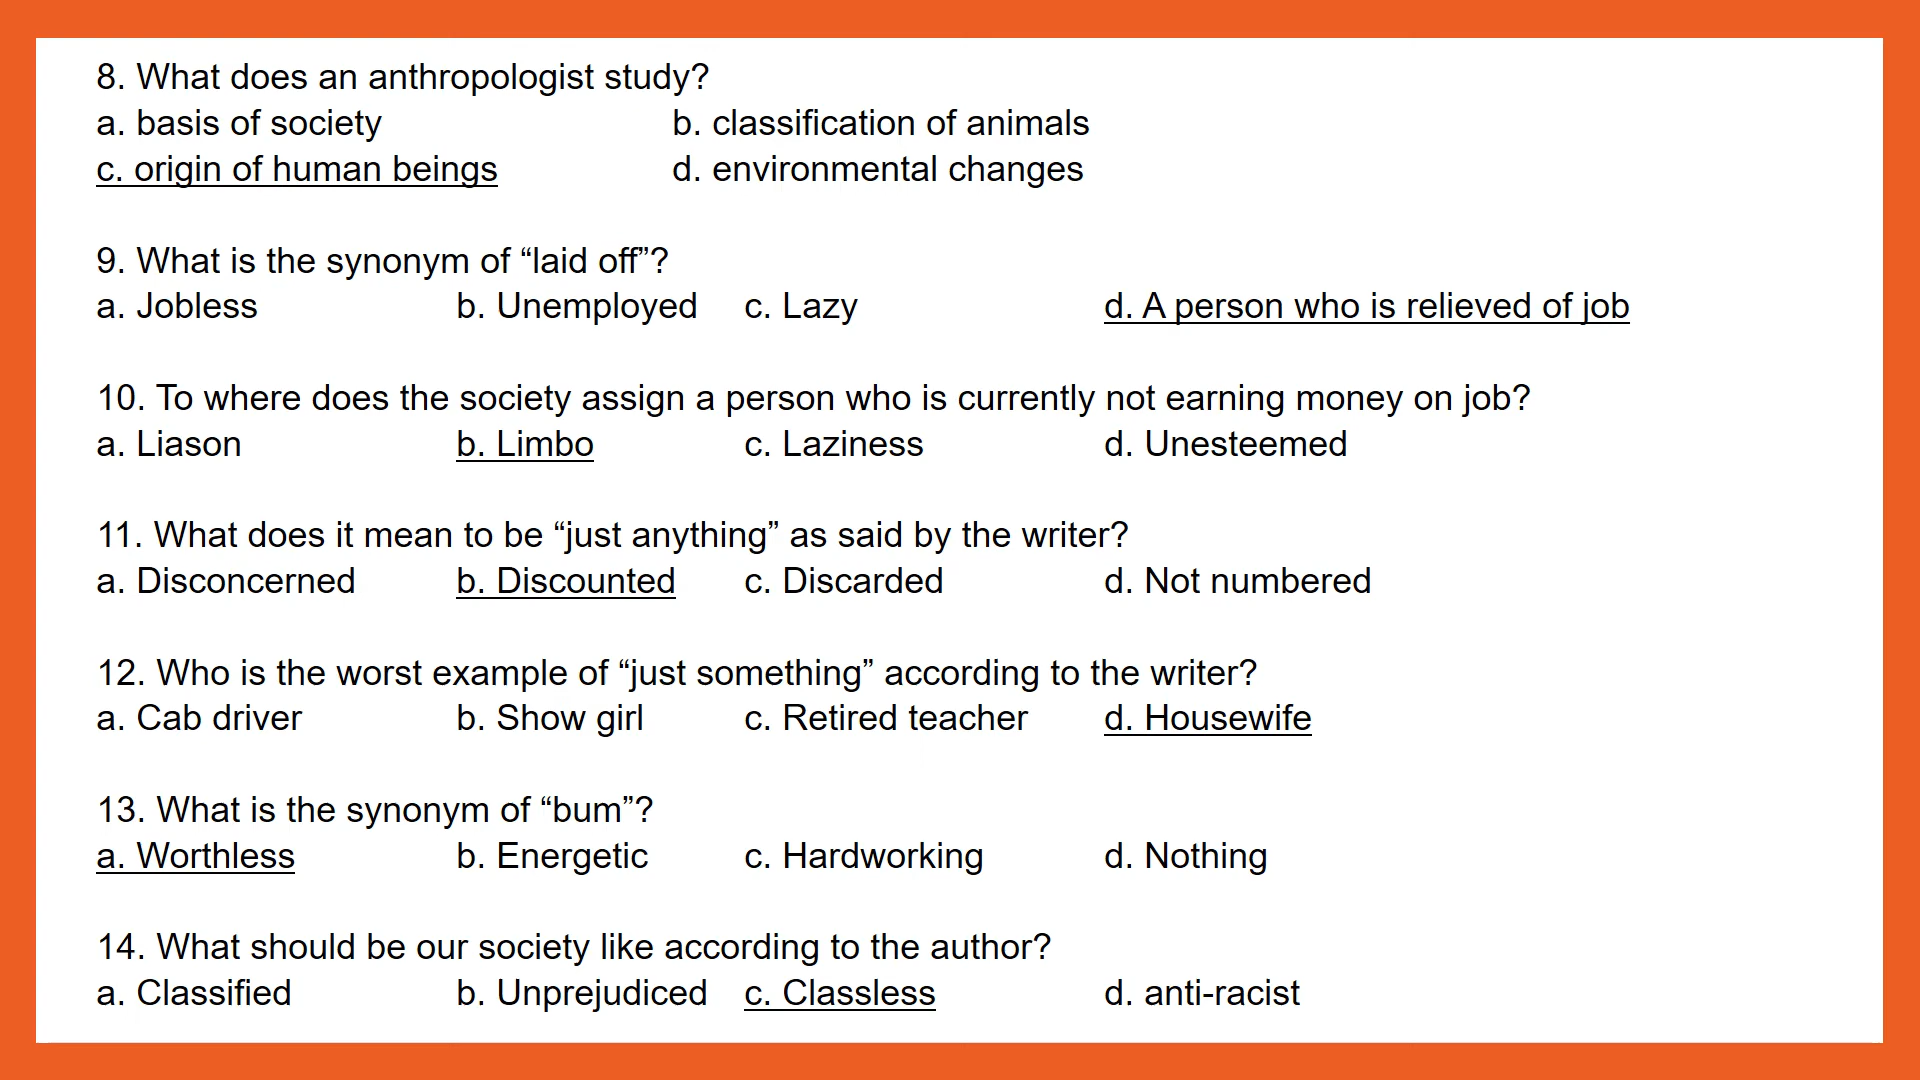 8. What does an anthropologist study?
a. basis of society b. classification of animals
c. origin of human beings d. environmental changes
9. What is the synonym of “laid off”?
a. Jobless b. Unemployed c. Lazy d. A person who is relieved of job
10. To where does the society assign a person who is currently not earning money on job?
a. Liason b. Limbo c. Laziness d. Unesteemed
11. What does it mean to be “just anything” as said by the writer?
a. Disconcerned b. Discounted c. Discarded d. Not numbered
12. Who is the worst example of “just something” according to the writer?
a. Cab driver b. Show girl c. Retired teacher d. Housewife
13. What is the synonym of “bum”?
a. Worthless b. Energetic c. Hardworking d. Nothing
14. What should be our society like according to the author?
a. Classified b. Unprejudiced c. Classless d. anti-racist